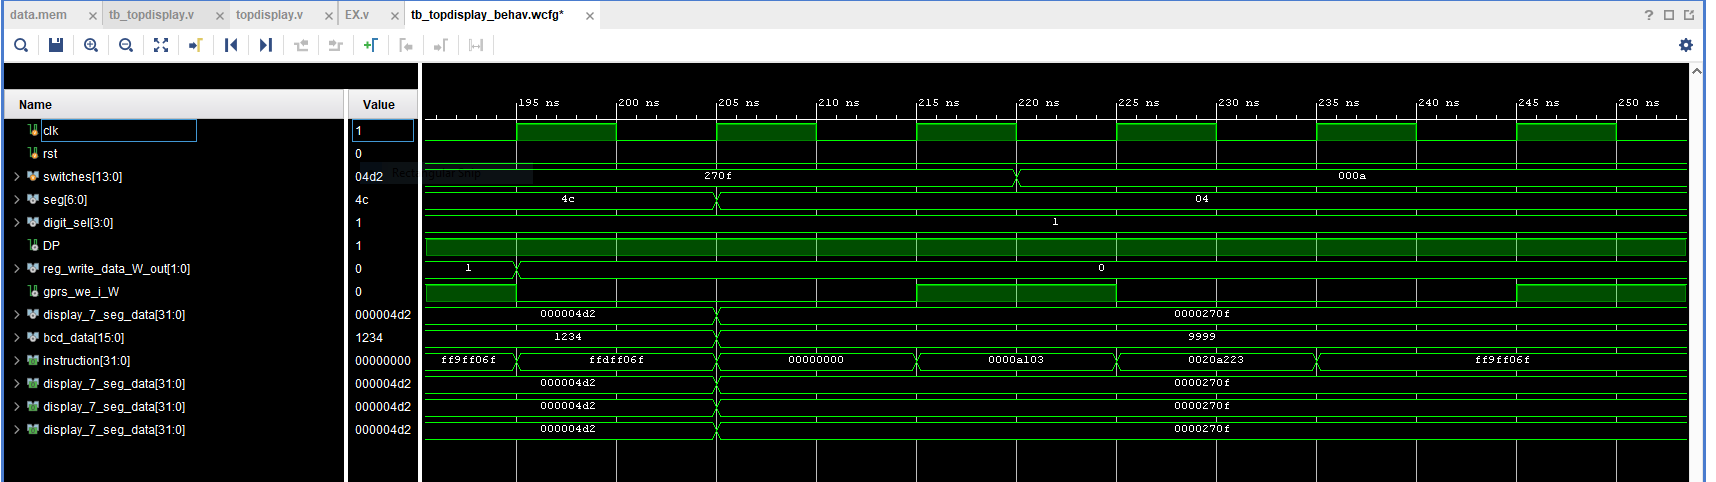 data.mem tb_topdisplay.v topdisplay.v EX.v tb_topdisplay_behav.wcfg*
Name Value 195 ns 200 ns 205 ns 210 ns 215 ns 220 ns 225 ns 230 ns 235 ns 240 ns 245 ns 250 ns
clk 1
rst 0
Rectangular Snip
switches[13:0] 04d2 270f 000a
seg[6:0] 4c 4c 04
digit_sel[3:0] 1 1
DP 1
reg_write_data_W_out[1:0] 0 1 0
gprs_we_i_W 0
display_7_seg_data[31:0] 000004d2 000004d2 0000270f
bcd_data[15:0] 1234 1234 9999
instruction[31:0] 00000000 ff9ff06f ffdff06f 00000000 0000a103 0020a223 ff9ff06f
display_7_seg_data[31:0] 000004d2 000004d2 0000270f
display_7_seg_data[31:0] 000004d2 000004d2 0000270f
display_7_seg_data[31:0] 000004d2 000004d2 0000270f